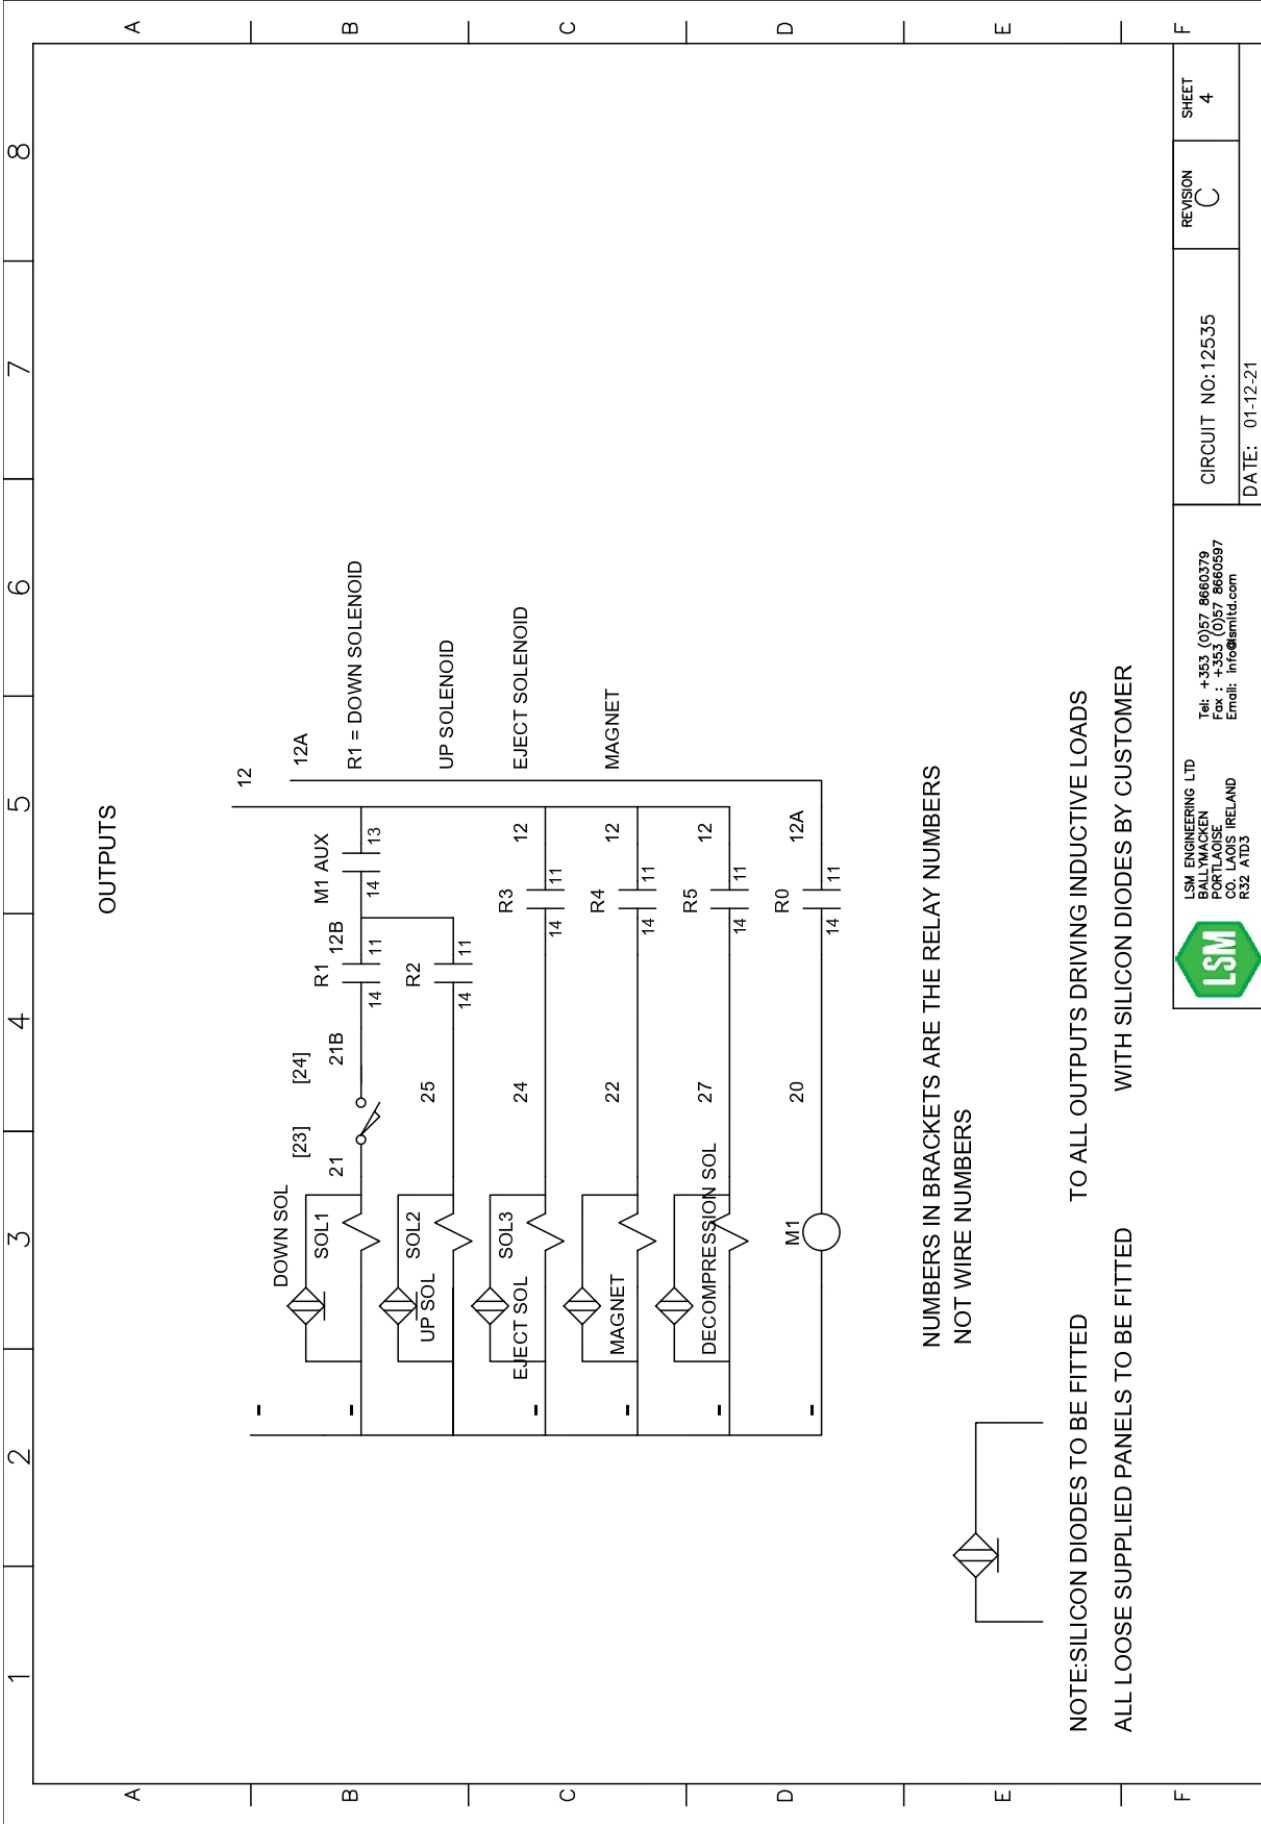 1 2 3 4 5 6 7 8
A
B
C
D
E
F
A
B
C
D
E
F
OUTPUTS
12
12A
R1 = DOWN SOLENOID
UP SOLENOID
EJECT SOLENOID
MAGNET
DOWN SOL
SOL1
21
[23]
[24]
21B
R1
14
11
12B
M1 AUX
14
13
-
-
UP SOL
SOL2
25
R2
14
11
EJECT SOL
SOL3
24
R3
14
11
12
-
MAGNET
22
R4
14
11
12
-
DECOMPRESSION SOL
27
R5
14
11
12
-
M1
20
R0
14
11
12A
-
NUMBERS IN BRACKETS ARE THE RELAY NUMBERS
NOT WIRE NUMBERS
NOTE:SILICON DIODES TO BE FITTED TO ALL OUTPUTS DRIVING INDUCTIVE LOADS
ALL LOOSE SUPPLIED PANELS TO BE FITTED WITH SILICON DIODES BY CUSTOMER
LSM
LSM ENGINEERING LTD
BALLYMACKEN
PORTLAOISE
CO. LAOIS IRELAND
R32 ATD3
Tel: +353 (0)57 8660379
Fax : +353 (0)57 8660597
Email: info@lsmltd.com
CIRCUIT NO:12535
DATE: 01-12-21
REVISION
C
SHEET
4